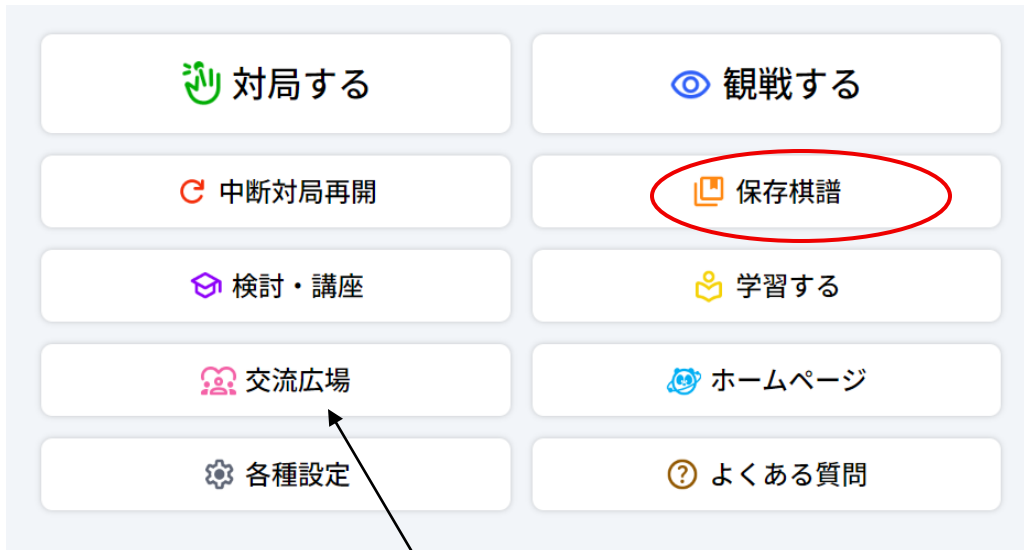 対局する
観戦する
中断対局再開
保存棋譜
検討・講座
学習する
交流広場
ホームページ
各種設定
よくある質問